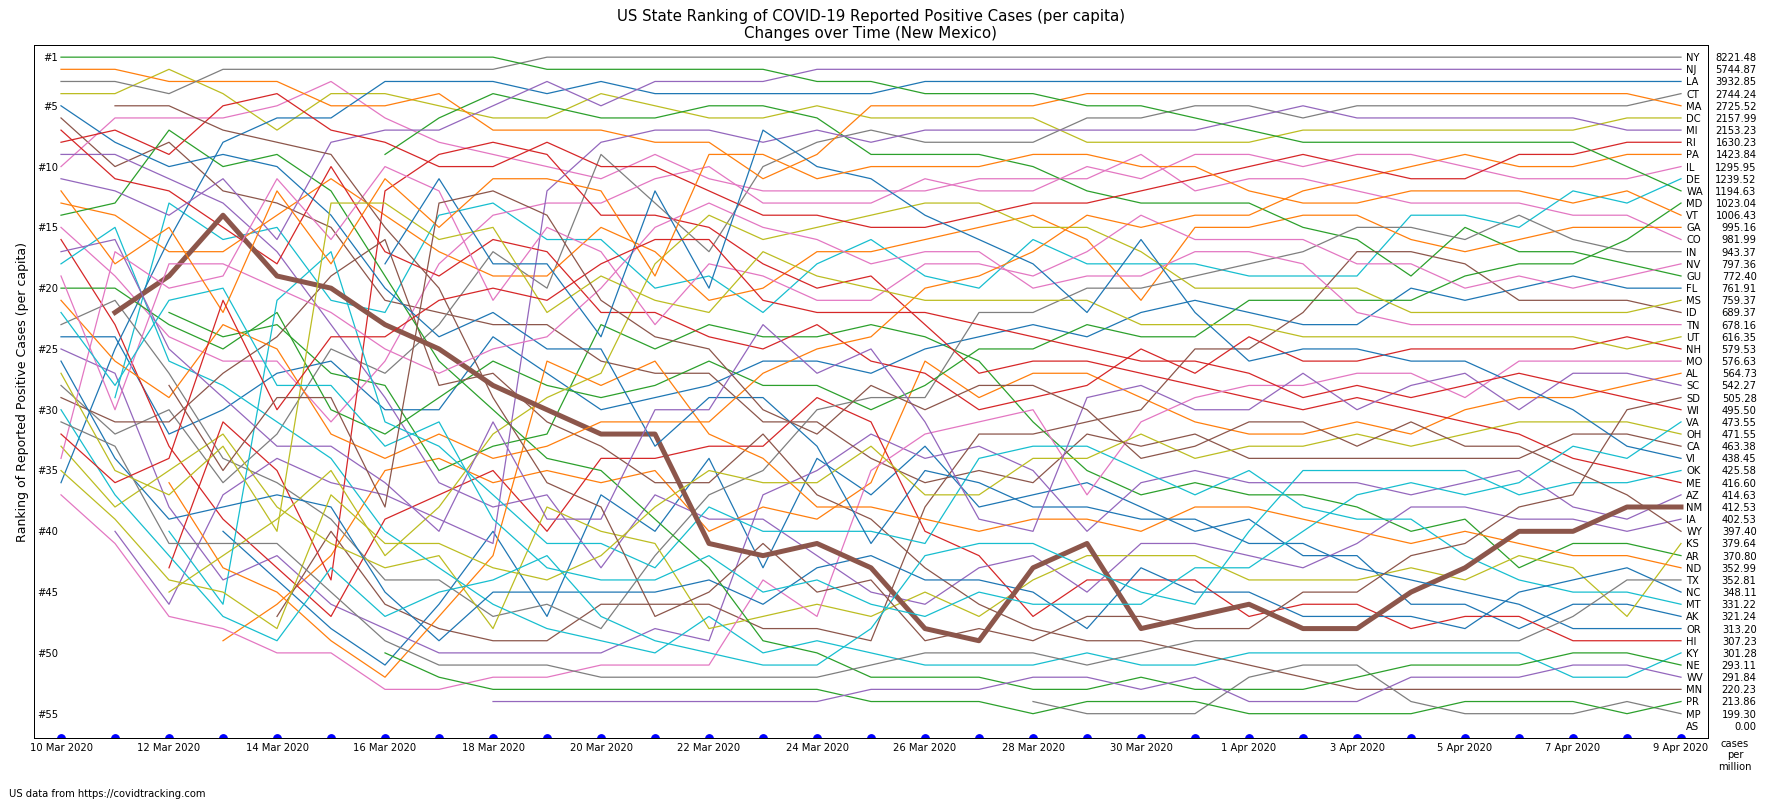 US State Ranking of COVID-19 Reported Positive Cases (per capita)
Changes over Time (New Mexico)
Ranking of Reported Positive Cases (per capita)
#1
#5
#10
#15
#20
#25
#30
#35
#40
#45
#50
#55
NY 8221.48
NJ 5744.87
LA 3932.85
CT 2744.24
MA 2725.52
DC 2157.99
MI 2153.23
RI 1630.23
PA 1423.84
IL 1295.95
DE 1239.52
WA 1194.63
MD 1023.04
VT 1006.43
GA 995.16
CO 981.99
IN 943.37
NV 797.36
GU 772.40
FL 761.91
MS 759.37
ID 689.37
TN 678.16
UT 616.35
NH 579.53
MO 576.63
AL 564.73
SC 542.27
SD 505.28
WI 495.50
VA 473.55
OH 471.55
CA 463.38
VI 438.45
OK 425.58
ME 416.60
AZ 414.63
NM 412.53
IA 402.53
WY 397.40
KS 379.64
AR 370.80
ND 352.99
TX 352.81
NC 348.11
MT 331.22
AK 321.24
OR 313.20
HI 307.23
KY 301.28
NE 293.11
WV 291.84
MN 220.23
PR 213.86
MP 199.30
AS 0.00
10 Mar 2020 12 Mar 2020 14 Mar 2020 16 Mar 2020 18 Mar 2020 20 Mar 2020 22 Mar 2020 24 Mar 2020 26 Mar 2020 28 Mar 2020 30 Mar 2020 1 Apr 2020 3 Apr 2020 5 Apr 2020 7 Apr 2020 9 Apr 2020
cases
per
million
US data from https://covidtracking.com